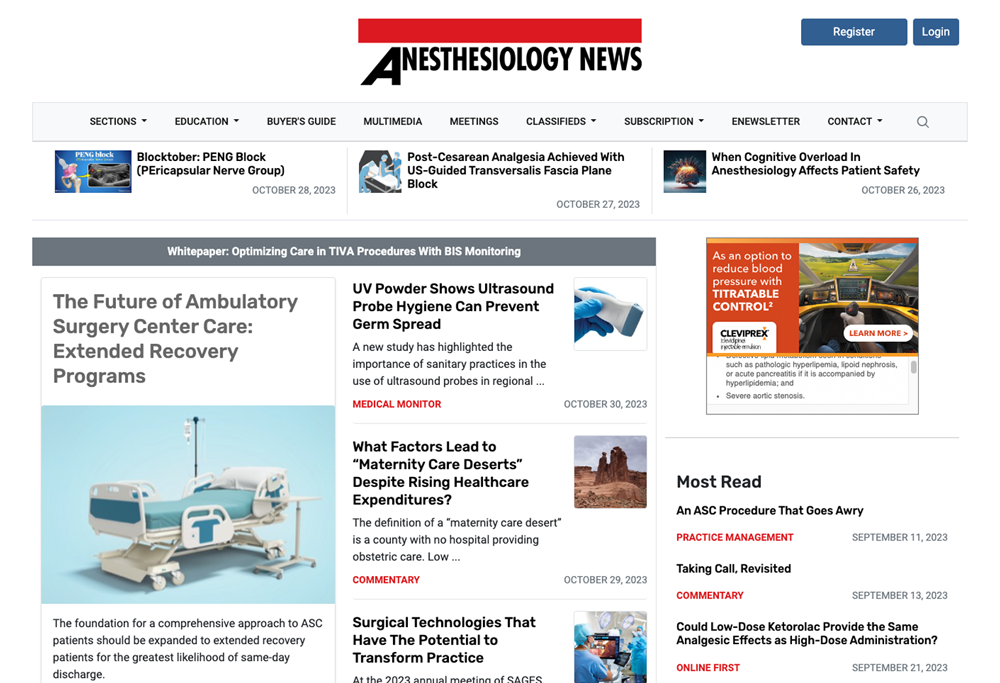 ANESTHESIOLOGY NEWS
Register
Login
SECTIONS
EDUCATION
BUYER'S GUIDE
MULTIMEDIA
MEETINGS
CLASSIFIEDS
SUBSCRIPTION
ENEWSLETTER
CONTACT
PENG block
Blocktober: PENG Block
(PEricapsular Nerve Group)
OCTOBER 28, 2023
Post-Cesarean Analgesia Achieved With
US-Guided Transversalis Fascia Plane
Block
OCTOBER 27, 2023
When Cognitive Overload In
Anesthesiology Affects Patient Safety
OCTOBER 26, 2023
Whitepaper: Optimizing Care in TIVA Procedures With BIS Monitoring
The Future of Ambulatory
Surgery Center Care:
Extended Recovery
Programs
The foundation for a comprehensive approach to ASC
patients should be expanded to extended recovery
patients for the greatest likelihood of same-day
discharge.
UV Powder Shows Ultrasound
Probe Hygiene Can Prevent
Germ Spread
A new study has highlighted the
importance of sanitary practices in the
use of ultrasound probes in regional ...
MEDICAL MONITOR
OCTOBER 30, 2023
What Factors Lead to
“Maternity Care Deserts”
Despite Rising Healthcare
Expenditures?
The definition of a “maternity care desert”
is a county with no hospital providing
obstetric care. Low ...
COMMENTARY
OCTOBER 29, 2023
Surgical Technologies That
Have The Potential to
Transform Practice
At the 2023 annual meeting of SAGES
As an option to
reduce blood
pressure with
TITRATABLE
CONTROL²
CLEVIPREX
(clevidipine)
injectable emulsion
LEARN MORE >
• Defective lipid metabolism seen in conditions
such as pathologic hyperlipemia, lipoid nephrosis,
or acute pancreatitis if it is accompanied by
hyperlipidemia; and
• Severe aortic stenosis.
Most Read
An ASC Procedure That Goes Awry
PRACTICE MANAGEMENT
SEPTEMBER 11, 2023
Taking Call, Revisited
COMMENTARY
SEPTEMBER 13, 2023
Could Low-Dose Ketorolac Provide the Same
Analgesic Effects as High-Dose Administration?
ONLINE FIRST
SEPTEMBER 21, 2023